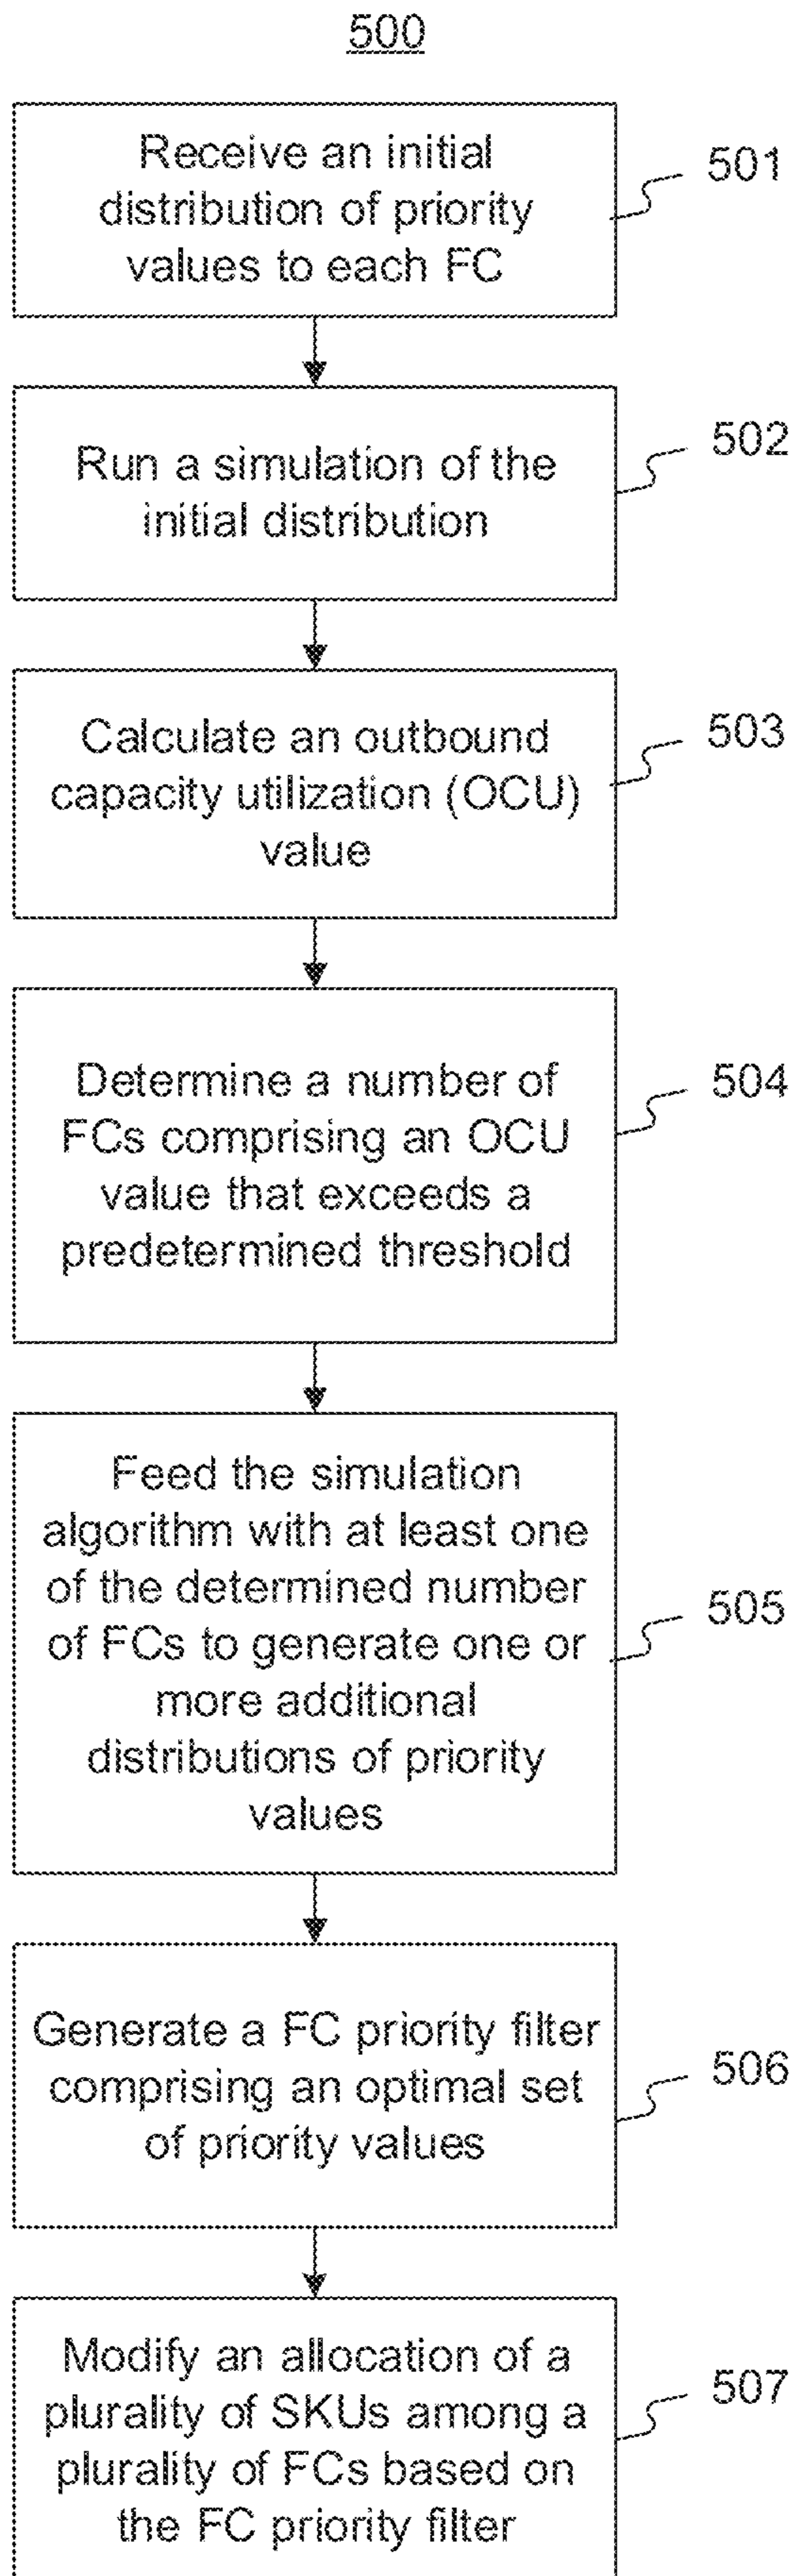 500
Receive an initial
distribution of priority
values to each FC
501
Run a simulation of the
initial distribution
502
Calculate an outbound
capacity utilization (OCU)
value
503
Determine a number of
FCs comprising an OCU
value that exceeds a
predetermined threshold
504
Feed the simulation
algorithm with at least one
of the determined number
of FCs to generate one or
more additional
distributions of priority
values
505
Generate a FC priority filter
comprising an optimal set
of priority values
506
Modify an allocation of a
plurality of SKUs among a
plurality of FCs based on
the FC priority filter
507